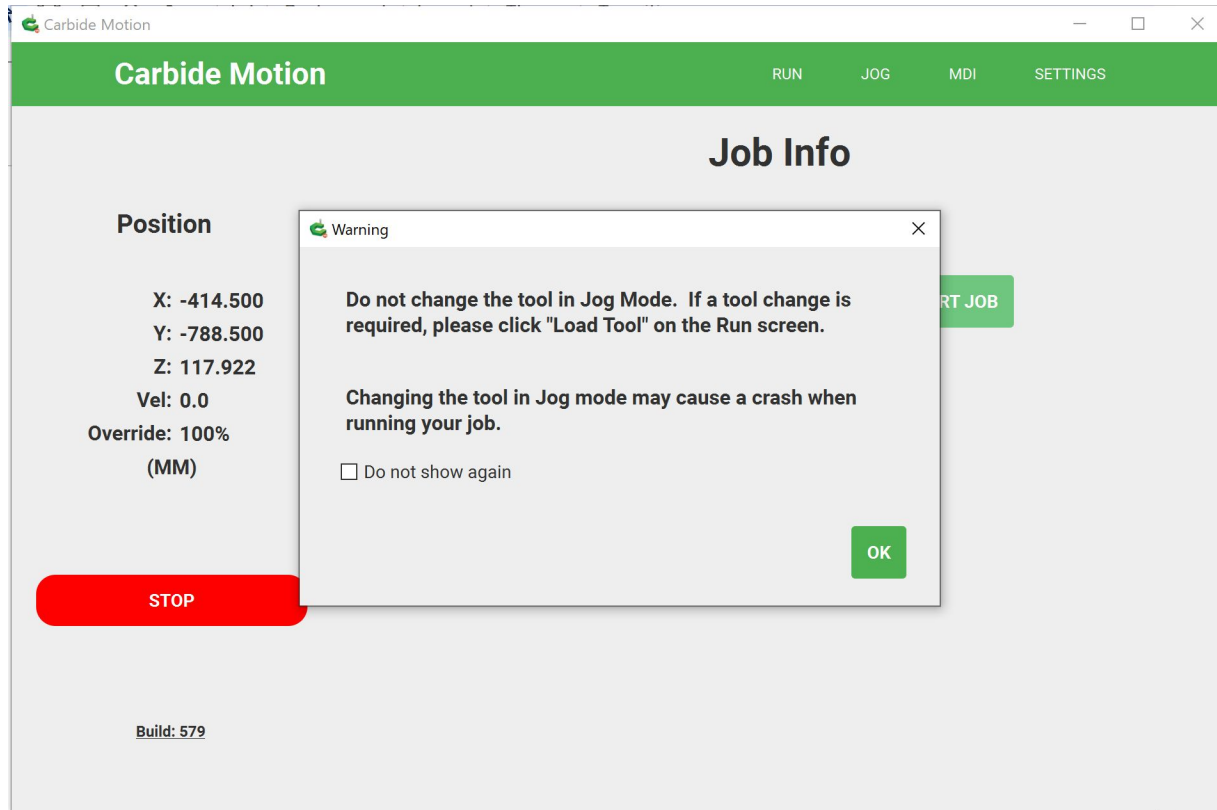 Carbide Motion
Carbide Motion
RUN JOG MDI SETTINGS
Job Info
Position
X: -414.500
Y: -788.500
Z: 117.922
Vel: 0.0
Override: 100%
(MM)
STOP
Build: 579
Warning
Do not change the tool in Jog Mode. If a tool change is
required, please click "Load Tool" on the Run screen.
Changing the tool in Jog mode may cause a crash when
running your job.
Do not show again
OK
JOB